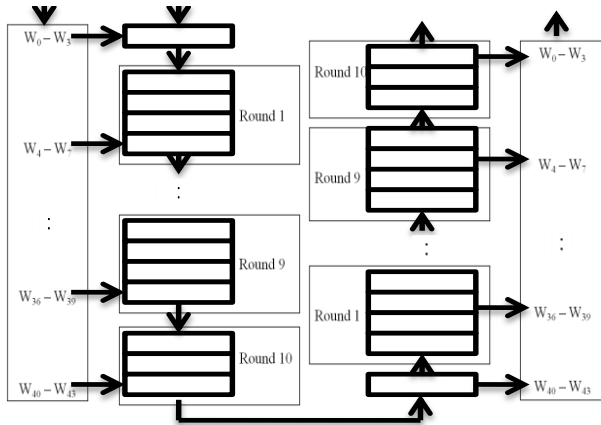 W₀ – W₃
Round 1
W₄ – W₇
:
:
Round 9
W₃₆ – W₃₉
Round 10
W₄₀ – W₄₃
Round 10
W₀ – W₃
Round 9
W₄ – W₇
:
:
Round 1
W₃₆ – W₃₉
W₄₀ – W₄₃